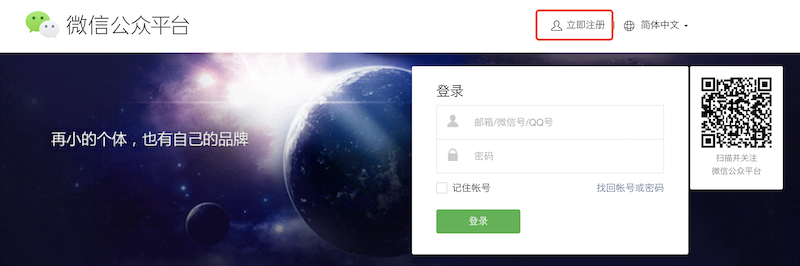 微信公众平台
立即注册
简体中文
再小的个体，也有自己的品牌
登录
邮箱/微信号/QQ号
密码
记住帐号
找回帐号或密码
登录
扫描并关注
微信公众平台